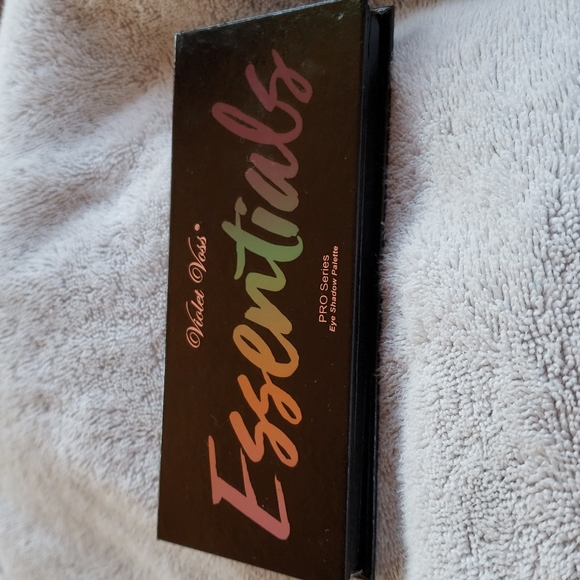 Violet Voss®
Essentials
PRO Series
Eye Shadow Palette